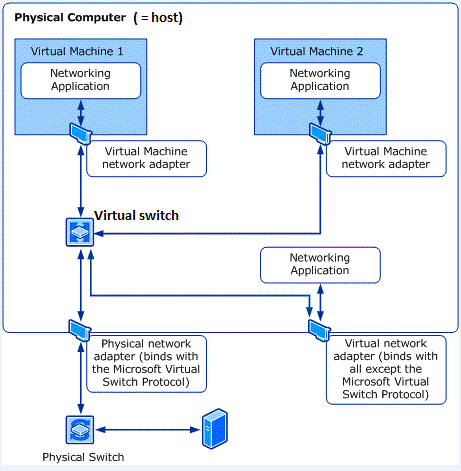 Physical Computer ( = host)
Virtual Machine 1
Networking
Application
Virtual Machine
network adapter
Virtual Machine 2
Networking
Application
Virtual Machine
network adapter
Virtual switch
Networking
Application
Physical network
adapter (binds with
the Microsoft Virtual
Switch Protocol)
Virtual network
adapter (binds with
all except the
Microsoft Virtual
Switch Protocol)
Physical Switch